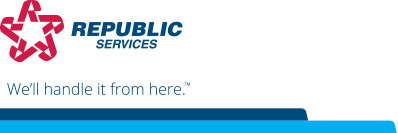 REPUBLIC
SERVICES
We'll handle it from here.™